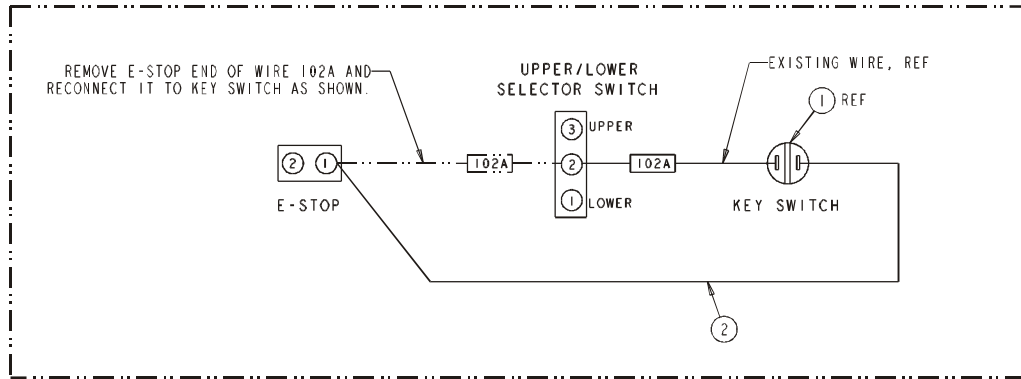 REMOVE E-STOP END OF WIRE 102A AND
RECONNECT IT TO KEY SWITCH AS SHOWN.
UPPER/LOWER
SELECTOR SWITCH
EXISTING WIRE, REF
1 REF
3 UPPER
2 1
102A
2
102A
1 LOWER
E-STOP
KEY SWITCH
2